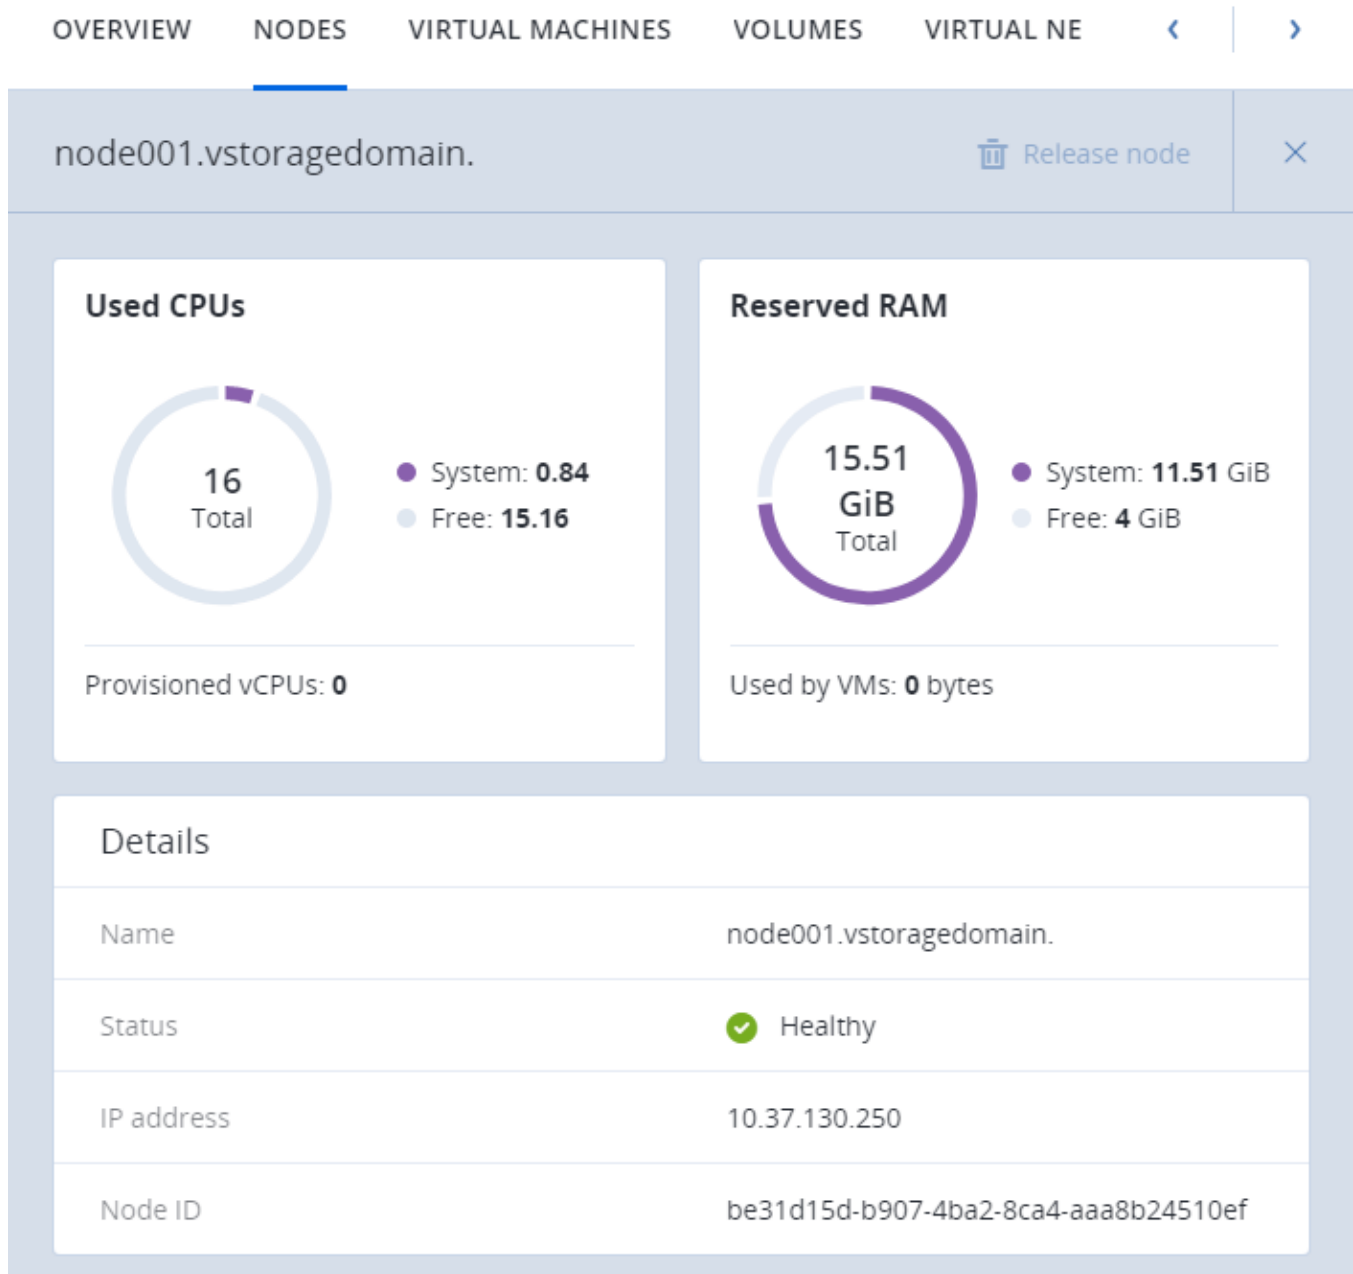 OVERVIEW NODES VIRTUAL MACHINES VOLUMES VIRTUAL NE
node001.vstoragedomain. Release node
Used CPUs
16
Total
System: 0.84
Free: 15.16
Provisioned vCPUs: 0
Reserved RAM
15.51
GiB
Total
System: 11.51 GiB
Free: 4 GiB
Used by VMs: 0 bytes
Details
Name node001.vstoragedomain.
Status Healthy
IP address 10.37.130.250
Node ID be31d15d-b907-4ba2-8ca4-aaa8b24510ef